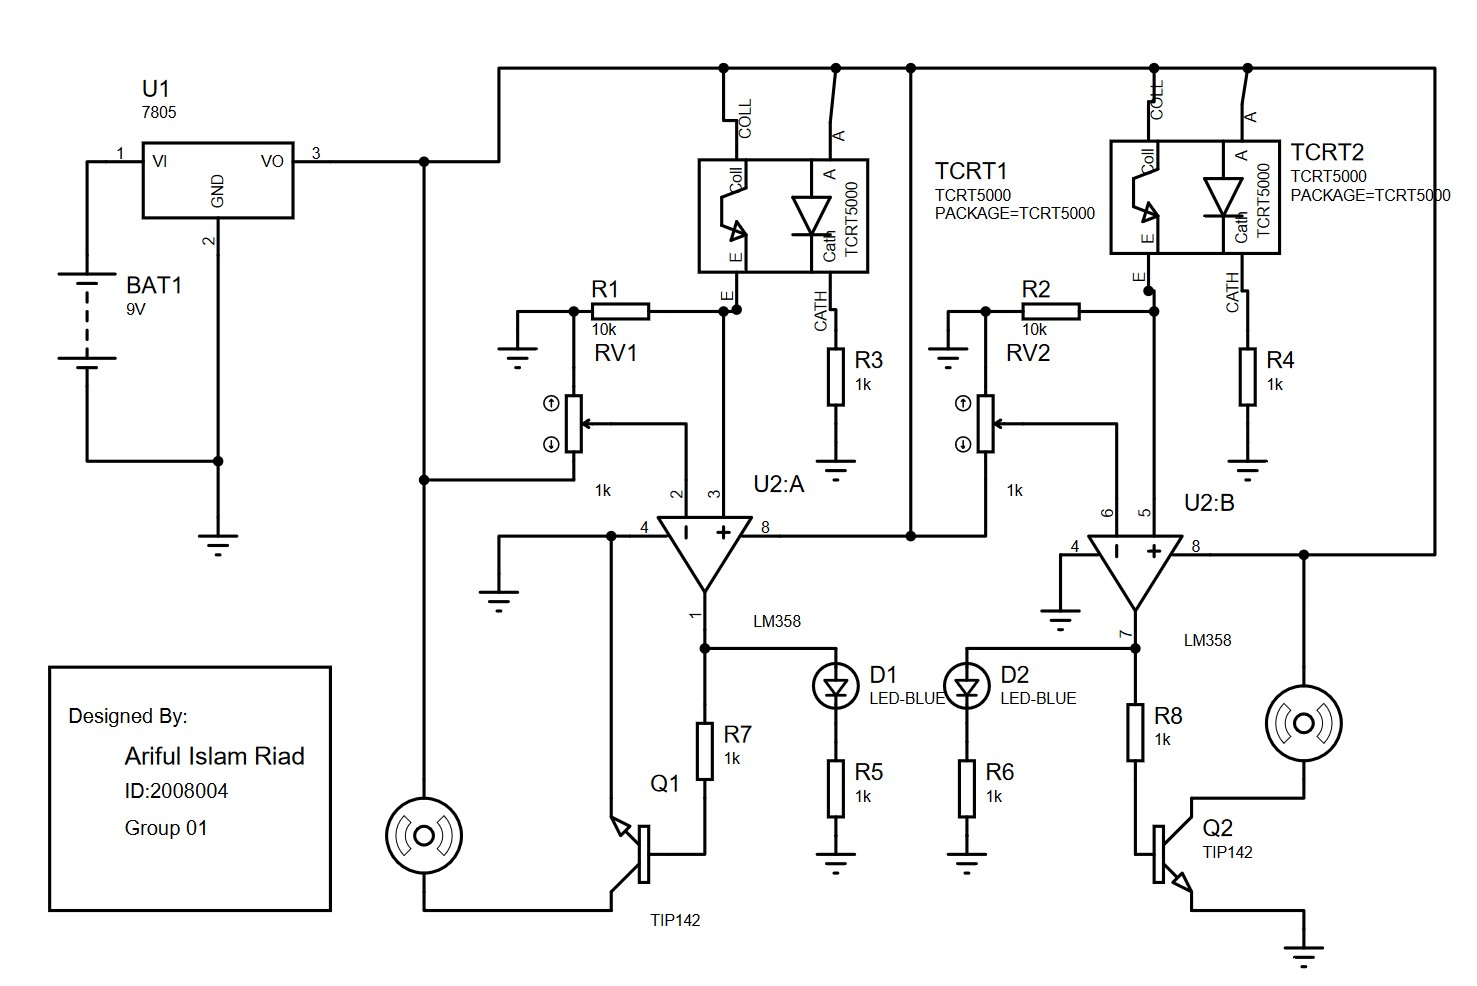 U1
7805
1
VI
VO
3
GND
2
BAT1
9V
COLL
A
Coll
A
TCRT5000
E
Cath
E
CATH
TCRT1
TCRT5000
PACKAGE=TCRT5000
COLL
A
Coll
A
TCRT5000
E
Cath
E
CATH
TCRT2
TCRT5000
PACKAGE=TCRT5000
R1
10k
RV1
1k
R3
1k
R2
10k
RV2
1k
R4
1k
2
3
U2:A
4
8
1
LM358
6
5
U2:B
4
8
7
LM358
D1
LED-BLUE
D2
LED-BLUE
R7
1k
R5
1k
R6
1k
R8
1k
Q1
TIP142
Q2
TIP142
Designed By:
Ariful Islam Riad
ID:2008004
Group 01